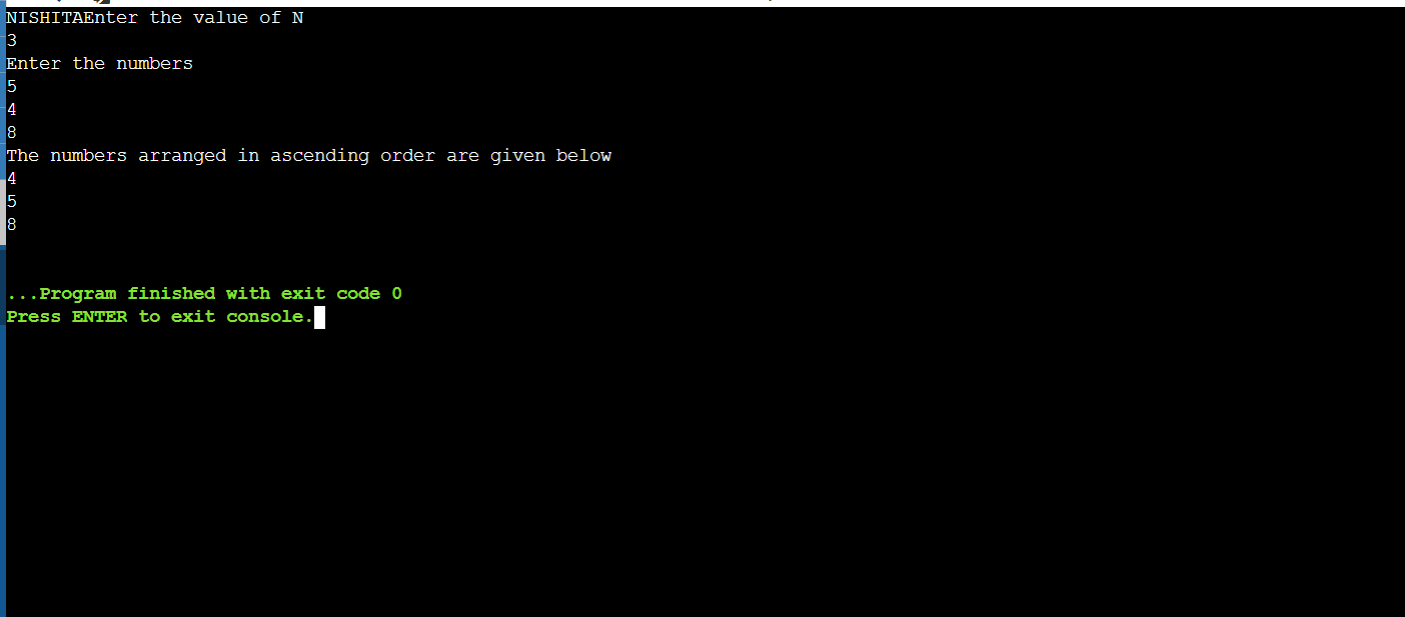 NISHITAEnter the value of N
3
Enter the numbers
5
4
8
The numbers arranged in ascending order are given below
4
5
8
...Program finished with exit code 0
Press ENTER to exit console.